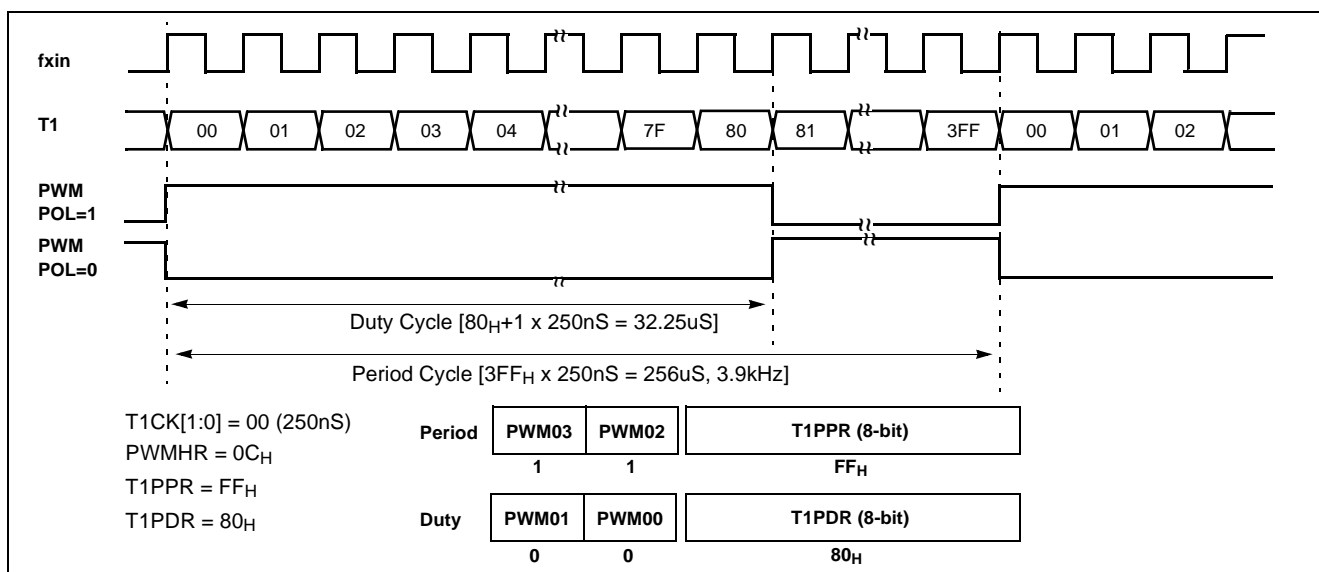 fxin
T1
00 01 02 03 04 7F 80 81 3FF 00 01 02
PWM
POL=1
PWM
POL=0
Duty Cycle [80H+1 x 250nS = 32.25uS]
Period Cycle [3FFH x 250nS = 256uS, 3.9kHz]
T1CK[1:0] = 00 (250nS)
PWMHR = 0CH
T1PPR = FFH
T1PDR = 80H
Period PWM03 PWM02 T1PPR (8-bit)
1 1 FFH
Duty PWM01 PWM00 T1PDR (8-bit)
0 0 80H